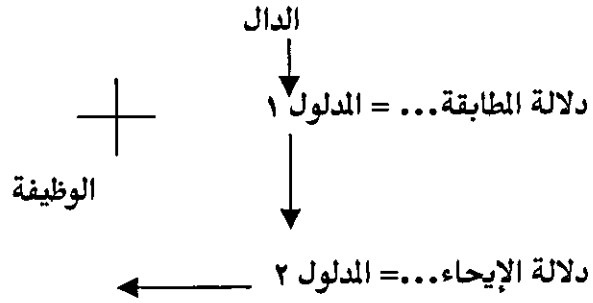 الدال
دلالة المطابقة... = المدلول ١
الوظيفة
دلالة الإيحاء...= المدلول ٢